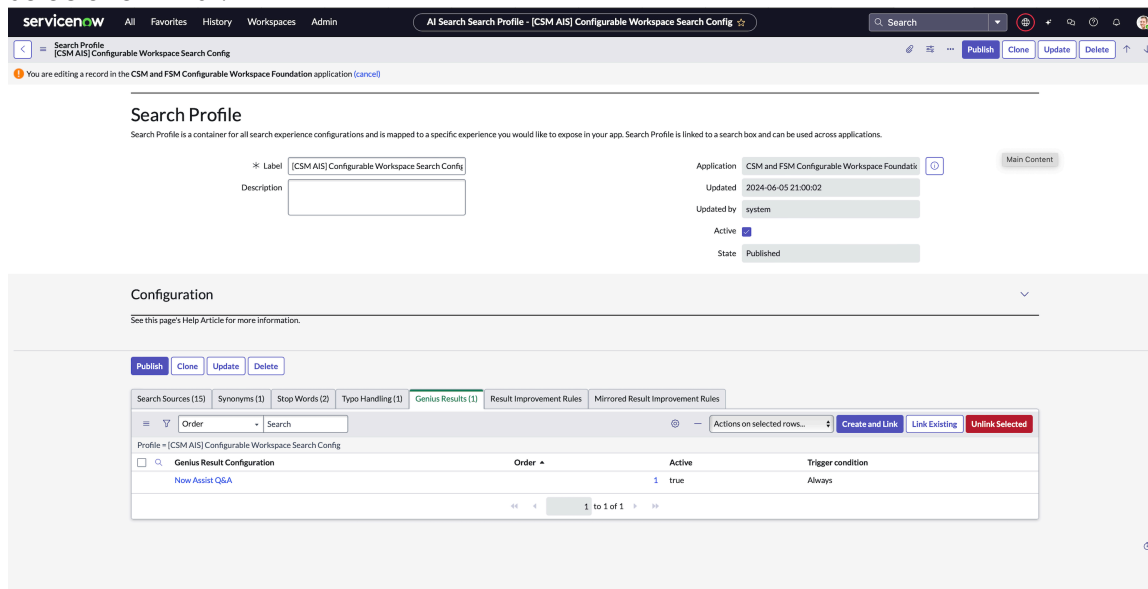 servicenow All Favorites History Workspaces Admin AI Search Search Profile - [CSM AIS] Configurable Workspace Search Config Search
Search Profile
[CSM AIS] Configurable Workspace Search Config
Publish Clone Update Delete
You are editing a record in the CSM and FSM Configurable Workspace Foundation application (cancel)
Search Profile
Search Profile is a container for all search experience configurations and is mapped to a specific experience you would like to expose in your app. Search Profile is linked to a search box and can be used across applications.
Label [CSM AIS] Configurable Workspace Search Config
Application CSM and FSM Configurable Workspace Foundatic
Main Content
Description
Updated 2024-06-05 21:00:02
Updated by system
Active
State Published
Configuration
See this page's Help Article for more information.
Publish Clone Update Delete
Search Sources (15) Synonyms (1) Stop Words (2) Typo Handling (1) Genius Results (1) Result Improvement Rules Mirrored Result Improvement Rules
Order Search Actions on selected rows... Create and Link Link Existing Unlink Selected
Profile = [CSM AIS] Configurable Workspace Search Config
Genius Result Configuration Order Active Trigger condition
Now Assist Q&A 1 true Always
1 to 1 of 1